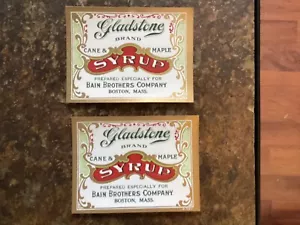 Gladstone
BRAND
CANE & MAPLE
SYRUP
PREPARED ESPECIALLY FOR
BAIN BROTHERS COMPANY
BOSTON, MASS.
Gladstone
BRAND
CANE & MAPLE
SYRUP
PREPARED ESPECIALLY FOR
BAIN BROTHERS COMPANY
BOSTON, MASS.